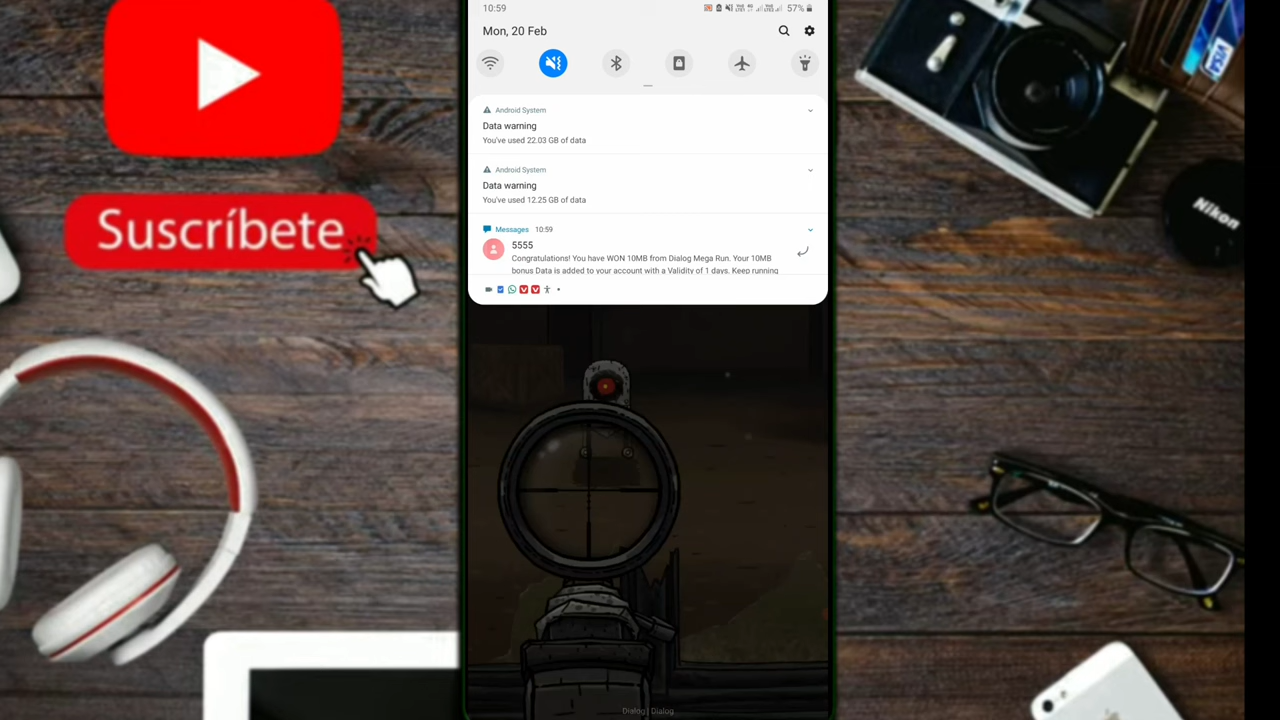 10:59
57%
Mon, 20 Feb
Android System
Data warning
You've used 22.03 GB of data
Android System
Data warning
You've used 12.25 GB of data
Messages 10:59
5555
Congratulations! You have WON 10MB from Dialog Mega Run. Your 10MB
bonus Data is added to your account with a Validity of 1 days. Keep running
Dialog | Dialog
Suscríbete
VISA
Nikon